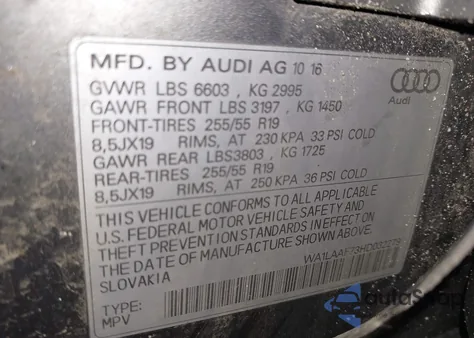 MFD. BY AUDI AG 10 16
GVWR LBS 6603 , KG 2995
GAWR FRONT LBS 3197 , KG 1450
FRONT-TIRES 255/55 R19
8,5JX19 RIMS, AT 230 KPA 33 PSI COLD
GAWR REAR LBS3803 , KG 1725
REAR-TIRES 255/55 R19
8,5JX19 RIMS, AT 250 KPA 36 PSI COLD
THIS VEHICLE CONFORMS TO ALL APPLICABLE
U.S. FEDERAL MOTOR VEHICLE SAFETY AND
THEFT PREVENTION STANDARDS IN EFFECT ON
THE DATE OF MANUFACTURE SHOWN ABOVE.
SLOVAKIA
TYPE:
MPV
Audi